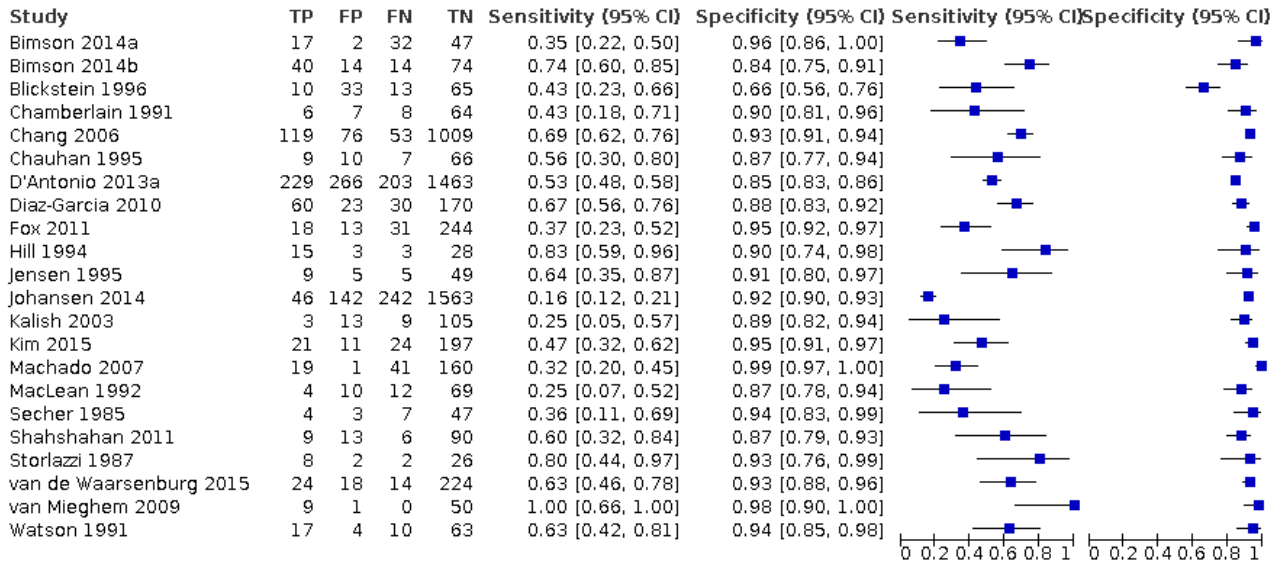 Study TP FP FN TN Sensitivity (95% CI) Specificity (95% CI) Sensitivity (95% CI) Specificity (95% CI)
Bimson 2014a 17 2 32 47 0.35 [0.22, 0.50] 0.96 [0.86, 1.00]
Bimson 2014b 40 14 14 74 0.74 [0.60, 0.85] 0.84 [0.75, 0.91]
Blickstein 1996 10 33 13 65 0.43 [0.23, 0.66] 0.66 [0.56, 0.76]
Chamberlain 1991 6 7 8 64 0.43 [0.18, 0.71] 0.90 [0.81, 0.96]
Chang 2006 119 76 53 1009 0.69 [0.62, 0.76] 0.93 [0.91, 0.94]
Chauhan 1995 9 10 7 66 0.56 [0.30, 0.80] 0.87 [0.77, 0.94]
D'Antonio 2013a 229 266 203 1463 0.53 [0.48, 0.58] 0.85 [0.83, 0.86]
Diaz-Garcia 2010 60 23 30 170 0.67 [0.56, 0.76] 0.88 [0.83, 0.92]
Fox 2011 18 13 31 244 0.37 [0.23, 0.52] 0.95 [0.92, 0.97]
Hill 1994 15 3 3 28 0.83 [0.59, 0.96] 0.90 [0.74, 0.98]
Jensen 1995 9 5 5 49 0.64 [0.35, 0.87] 0.91 [0.80, 0.97]
Johansen 2014 46 142 242 1563 0.16 [0.12, 0.21] 0.92 [0.90, 0.93]
Kalish 2003 3 13 9 105 0.25 [0.05, 0.57] 0.89 [0.82, 0.94]
Kim 2015 21 11 24 197 0.47 [0.32, 0.62] 0.95 [0.91, 0.97]
Machado 2007 19 1 41 160 0.32 [0.20, 0.45] 0.99 [0.97, 1.00]
MacLean 1992 4 10 12 69 0.25 [0.07, 0.52] 0.87 [0.78, 0.94]
Secher 1985 4 3 7 47 0.36 [0.11, 0.69] 0.94 [0.83, 0.99]
Shahshahan 2011 9 13 6 90 0.60 [0.32, 0.84] 0.87 [0.79, 0.93]
Storlazzi 1987 8 2 2 26 0.80 [0.44, 0.97] 0.93 [0.76, 0.99]
van de Waarsenburg 2015 24 18 14 224 0.63 [0.46, 0.78] 0.93 [0.88, 0.96]
van Mieghem 2009 9 1 0 50 1.00 [0.66, 1.00] 0.98 [0.90, 1.00]
Watson 1991 17 4 10 63 0.63 [0.42, 0.81] 0.94 [0.85, 0.98]
0 0.2 0.4 0.6 0.8 1 0 0.2 0.4 0.6 0.8 1